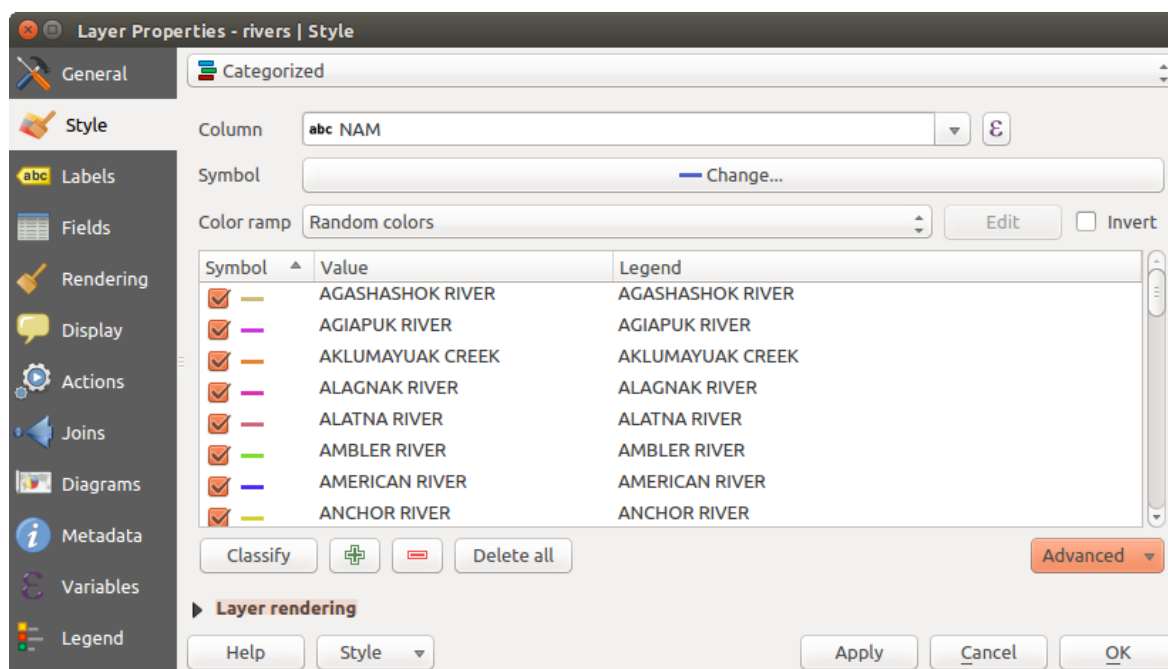 Layer Properties - rivers | Style
General
Style
Labels
Fields
Rendering
Display
Actions
Joins
Diagrams
Metadata
Variables
Legend
Categorized
Column abc NAM ε
Symbol Change...
Color ramp Random colors Edit Invert
Symbol Value Legend
AGASHASHOK RIVER AGASHASHOK RIVER
AGIAPUK RIVER AGIAPUK RIVER
AKLUMAYUAK CREEK AKLUMAYUAK CREEK
ALAGNAK RIVER ALAGNAK RIVER
ALATNA RIVER ALATNA RIVER
AMBLER RIVER AMBLER RIVER
AMERICAN RIVER AMERICAN RIVER
ANCHOR RIVER ANCHOR RIVER
Classify Delete all Advanced
Layer rendering
Help Style Apply Cancel OK